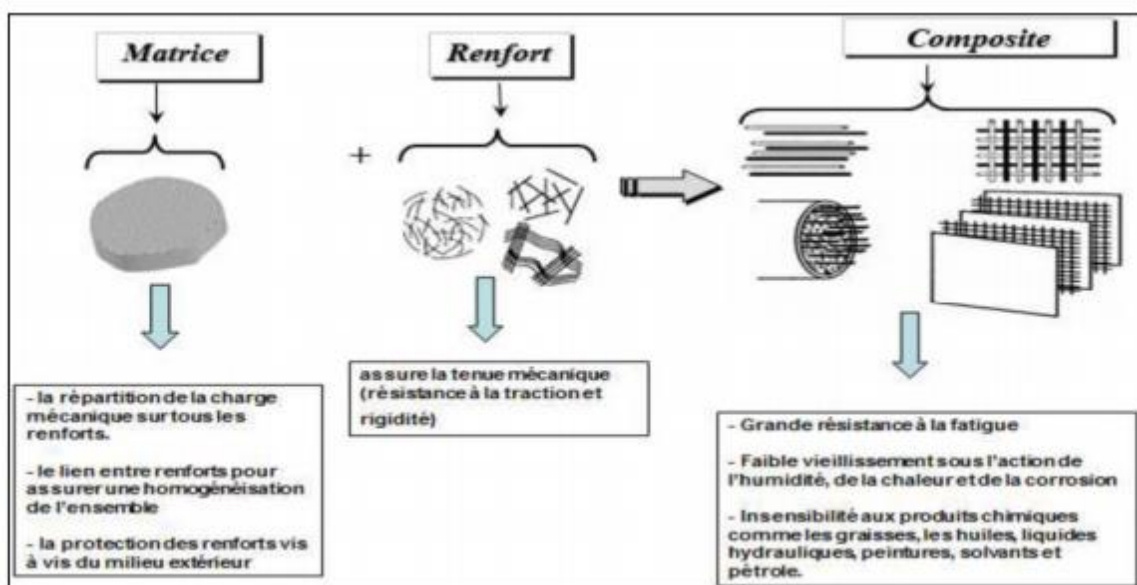 Matrice
Renfort
Composite
+
- la répartition de la charge
mécanique sur tous les
renforts.
- le lien entre renforts pour
assurer une homogénéisation
de l'ensemble
- la protection des renforts vis
à vis du milieu extérieur
assure la tenue mécanique
(résistance à la traction et
rigidité)
- Grande résistance à la fatigue
- Faible vieillissement sous l'action de
l'humidité, de la chaleur et de la corrosion
- Insensibilité aux produits chimiques
comme les graisses, les huiles, liquides
hydrauliques, peintures, solvants et
pétrole.